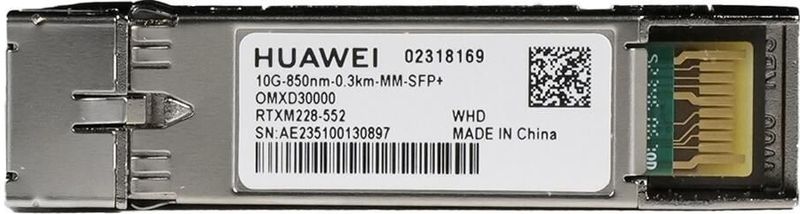 HUAWEI 02318169
10G-850nm-0.3km-MM-SFP+
OMXD30000
RTXM228-552 WHD
SN:AE235100130897 MADE IN China